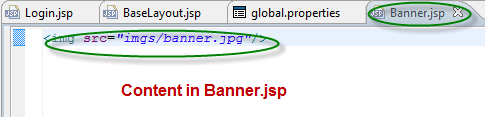 Login.jsp BaseLayout.jsp global.properties Banner.jsp
<img src="imgs/banner.jpg"/>
Content in Banner.jsp